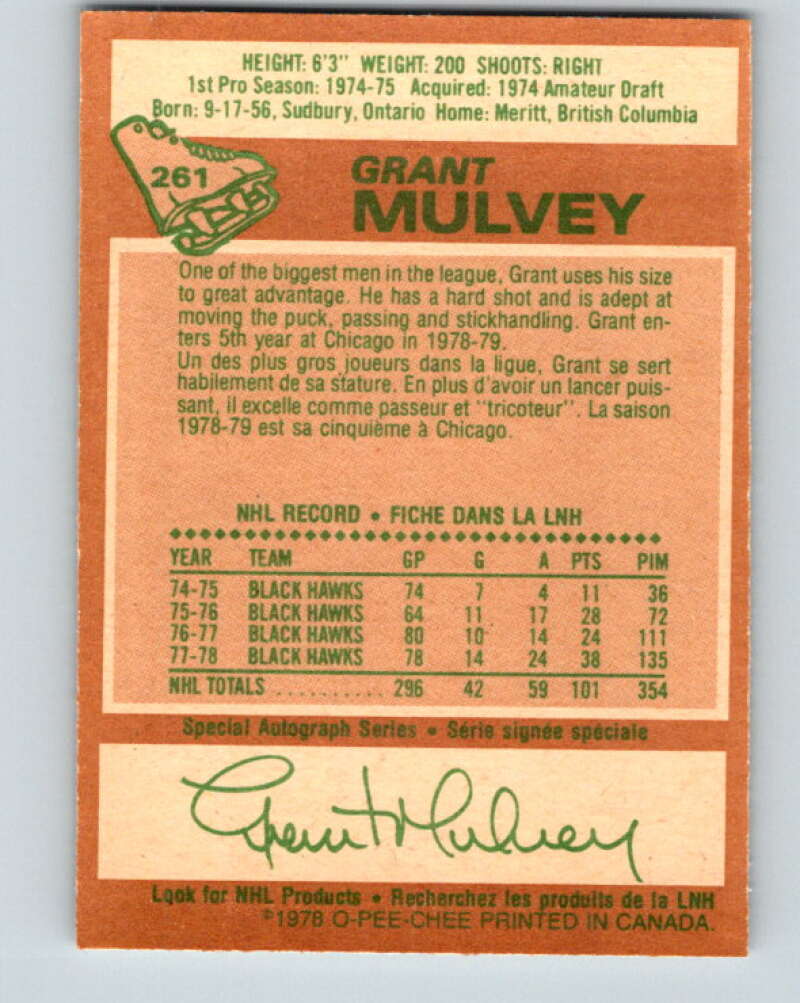 HEIGHT: 6'3" WEIGHT: 200 SHOOTS: RIGHT
1st Pro Season: 1974-75 Acquired: 1974 Amateur Draft
Born: 9-17-56, Sudbury, Ontario Home: Meritt, British Columbia
261
GRANT
MULVEY
One of the biggest men in the league, Grant uses his size
to great advantage. He has a hard shot and is adept at
moving the puck, passing and stickhandling. Grant en-
ters 5th year at Chicago in 1978-79.
Un des plus gros joueurs dans la ligue, Grant se sert
habilement de sa stature. En plus d'avoir un lancer puis-
sant, il excelle comme passeur et "tricoteur". La saison
1978-79 est sa cinquième à Chicago.
NHL RECORD • FICHE DANS LA LNH
YEAR TEAM GP G A PTS PIM
74-75 BLACK HAWKS 74 7 4 11 36
75-76 BLACK HAWKS 64 11 17 28 72
76-77 BLACK HAWKS 80 10 14 24 111
77-78 BLACK HAWKS 78 14 24 38 135
NHL TOTALS .......... 296 42 59 101 354
Special Autograph Series • Série signée spéciale
Grant Mulvey
Look for NHL Products • Recherchez les produits de la LNH
©1978 O-PEE-CHEE PRINTED IN CANADA.